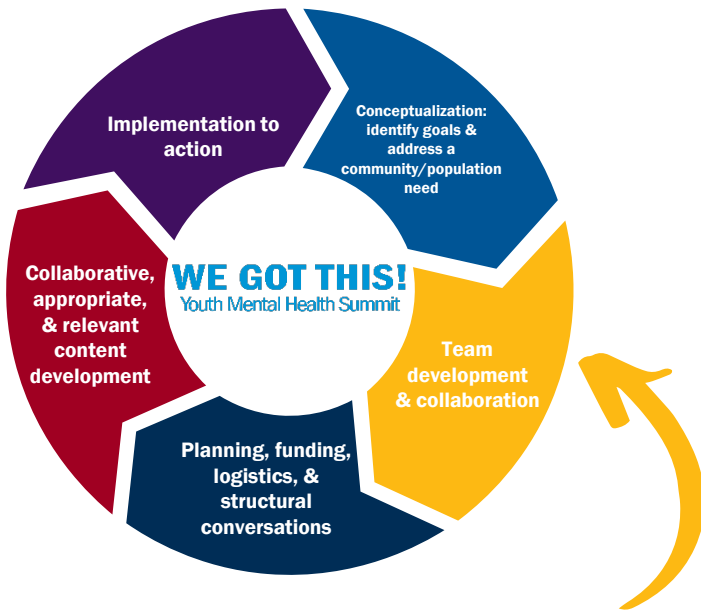 Implementation to
action
Conceptualization:
identify goals &
address a
community/population
need
Collaborative,
appropriate,
& relevant
content
development
WE GOT THIS!
Youth Mental Health Summit
Team
development
& collaboration
Planning, funding,
logistics, &
structural
conversations